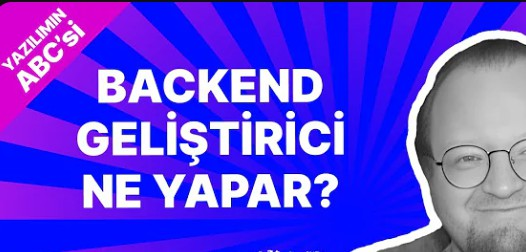 YAZILIMIN
ABC'si
BACKEND
GELİŞTİRİCİ
NE YAPAR?